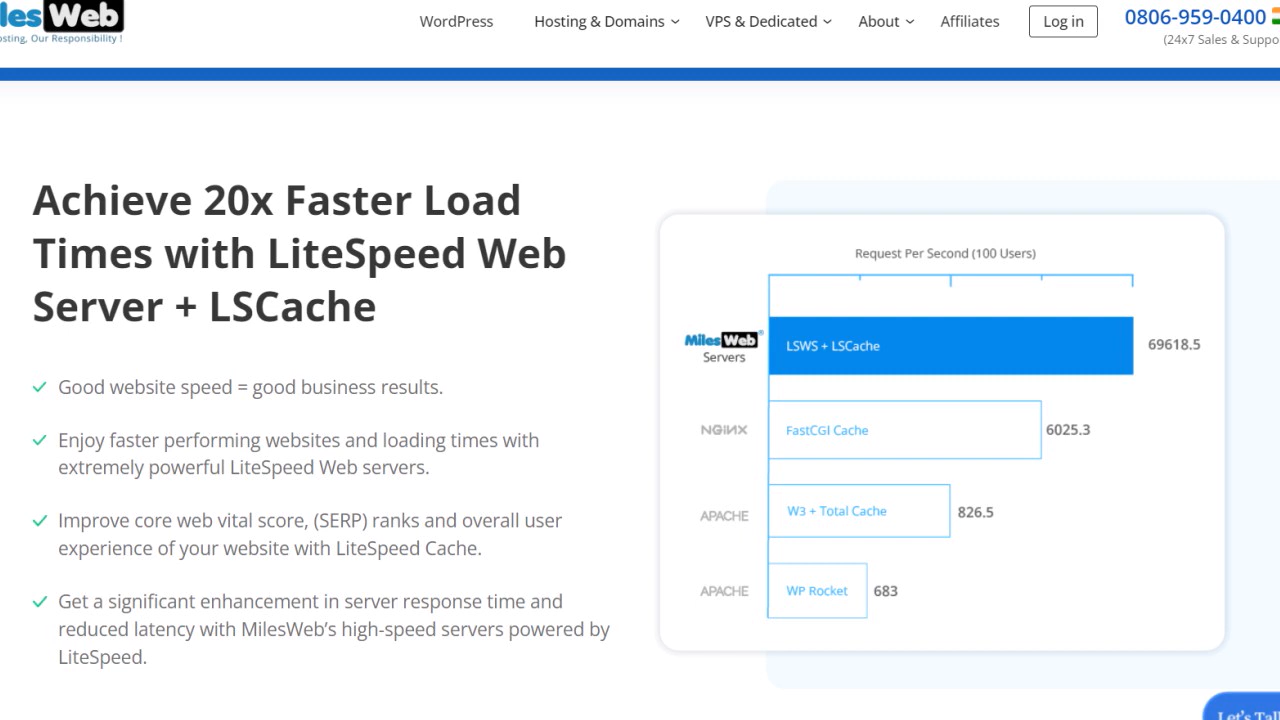 les Web
osting, Our Responsibility !
WordPress
Hosting & Domains
VPS & Dedicated
About
Affiliates
Log in
0806-959-0400
(24x7 Sales & Suppo
Achieve 20x Faster Load
Times with LiteSpeed Web
Server + LSCache
Good website speed = good business results.
Enjoy faster performing websites and loading times with
extremely powerful LiteSpeed Web servers.
Improve core web vital score, (SERP) ranks and overall user
experience of your website with LiteSpeed Cache.
Get a significant enhancement in server response time and
reduced latency with MilesWeb’s high-speed servers powered by
LiteSpeed.
Request Per Second (100 Users)
MilesWeb®
Servers
LSWS + LSCache
69618.5
NGINX
FastCGI Cache
6025.3
APACHE
W3 + Total Cache
826.5
APACHE
WP Rocket
683
Let's Tal